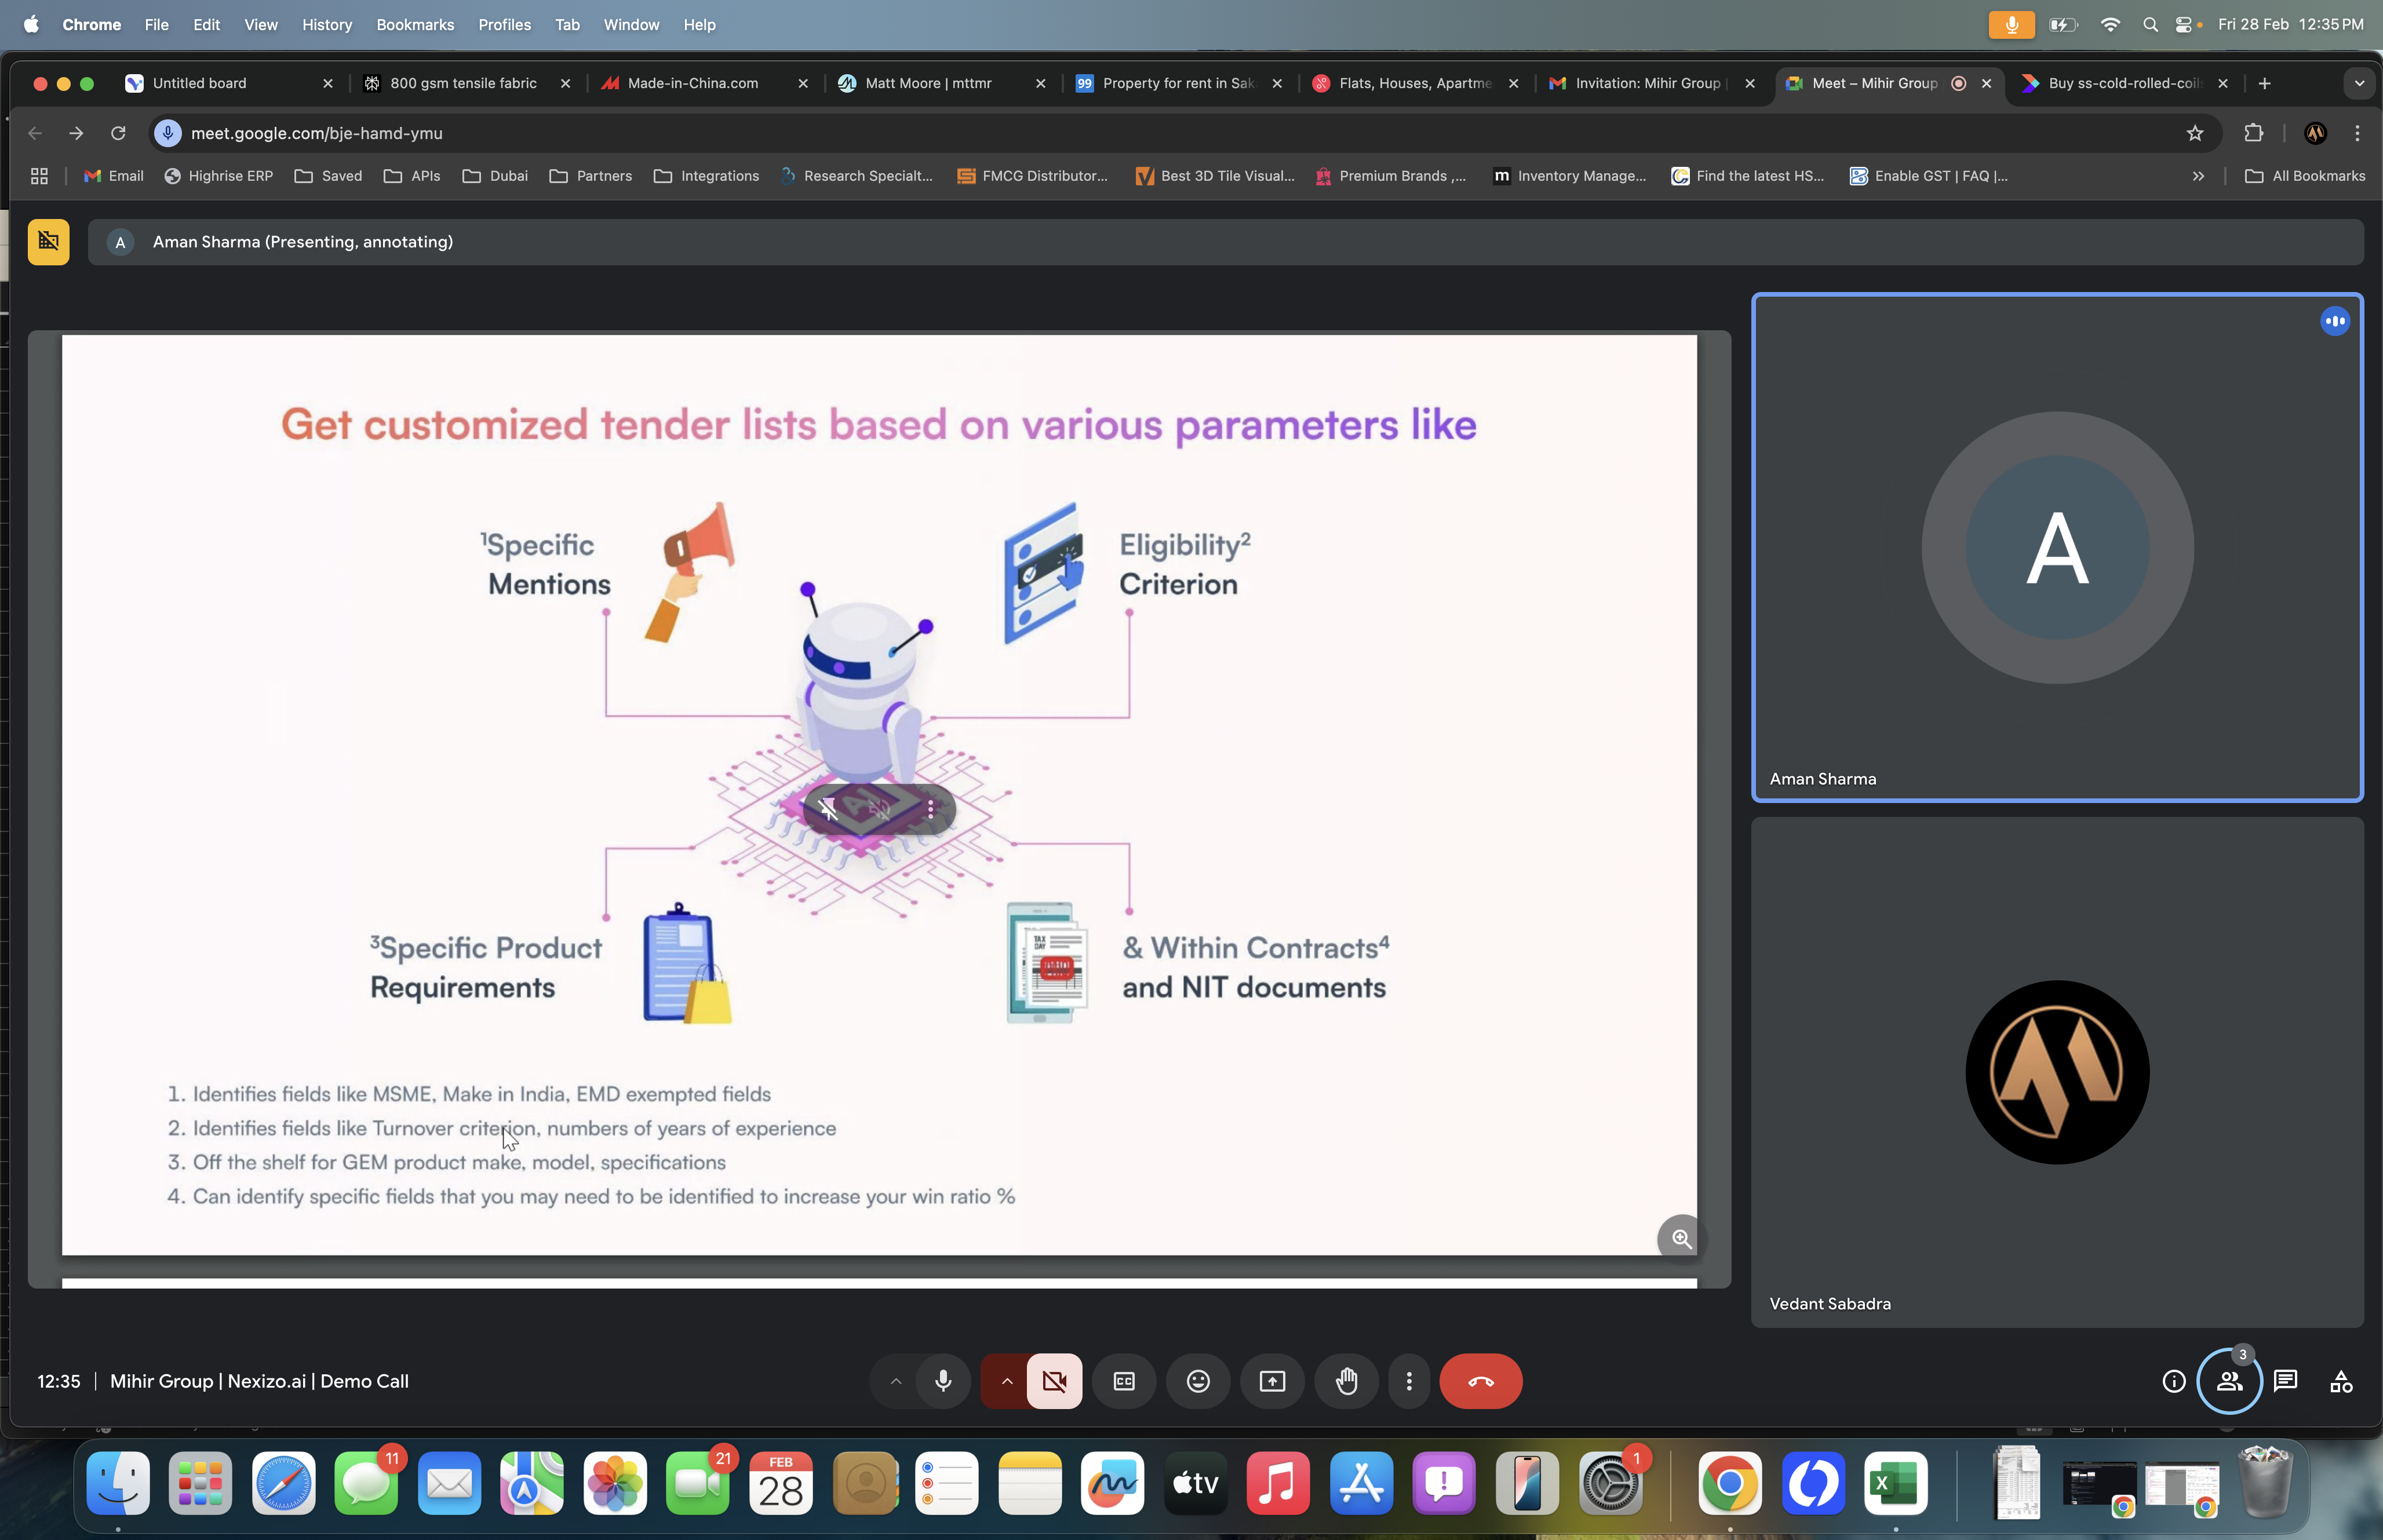 Chrome File Edit View History Bookmarks Profiles Tab Window Help
Fri 28 Feb 12:35 PM
Untitled board
800 gsm tensile fabric
Made-in-China.com
Matt Moore | mttmr
99
Property for rent in Sak
Flats, Houses, Apartme
Invitation: Mihir Group |
Meet – Mihir Group
Buy ss-cold-rolled-coil
meet.google.com/bje-hamd-ymu
Email
Highrise ERP
Saved
APIs
Dubai
Partners
Integrations
Research Specialt...
FMCG Distributor...
Best 3D Tile Visual...
Premium Brands ,...
m
Inventory Manage...
Find the latest HS...
Enable GST | FAQ |...
All Bookmarks
A
Aman Sharma (Presenting, annotating)
Get customized tender lists based on various parameters like
¹Specific
Mentions
Eligibility²
Criterion
³Specific Product
Requirements
TAX
DAY
& Within Contracts⁴
and NIT documents
1. Identifies fields like MSME, Make in India, EMD exempted fields
2. Identifies fields like Turnover criterion, numbers of years of experience
3. Off the shelf for GEM product make, model, specifications
4. Can identify specific fields that you may need to be identified to increase your win ratio %
A
Aman Sharma
Vedant Sabadra
12:35 | Mihir Group | Nexizo.ai | Demo Call
CC
3
11
21
FEB
28
tv
1
X